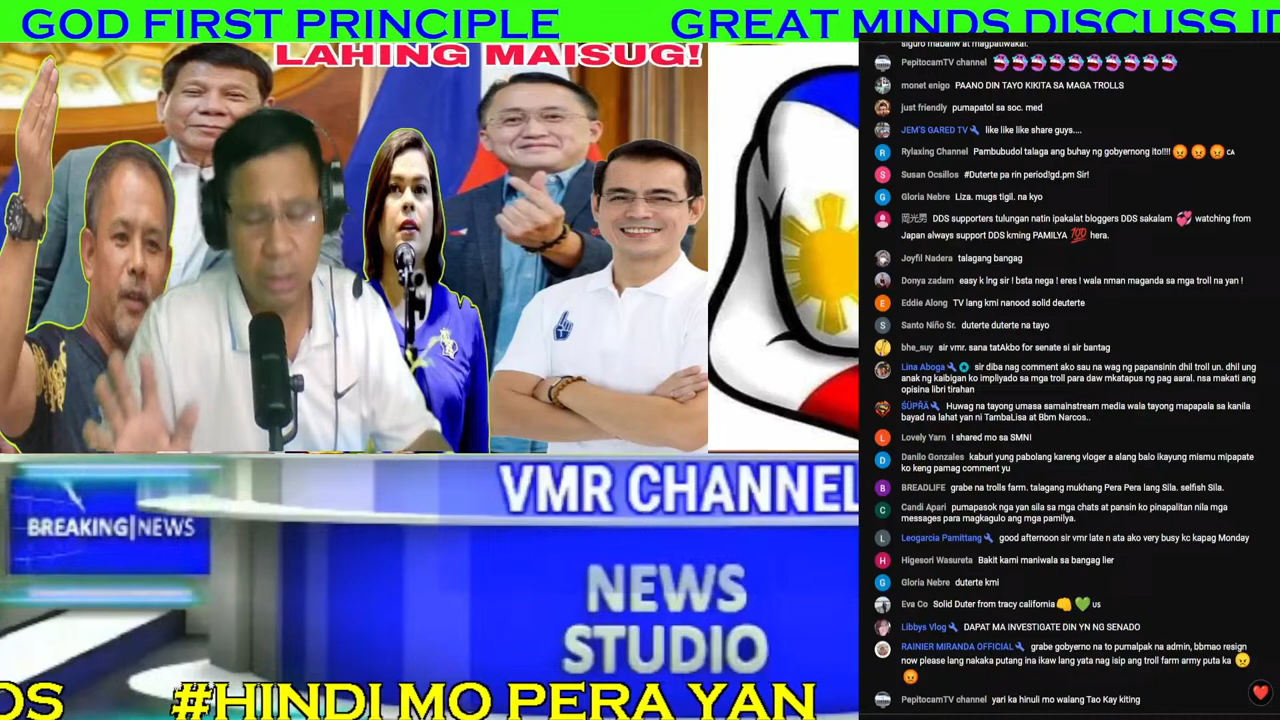 GOD FIRST PRINCIPLE GREAT MINDS DISCUSS
LAHING MAISUG!
siguro mabaliw at magpatiwakal.
PepitocamTV channel
monet enigo PAANO DIN TAYO KIKITA SA MAGA TROLLS
just friendly pumapatol sa soc. med
JEM'S GARED TV like like like share guys....
Rylaxing Channel Pambubudol talaga ang buhay ng gobyernong ito!!!! 😡 😡 😡 CA
Susan Ocsillos #Duterte pa rin period!gd.pm Sir!
Gloria Nebre Liza. muga tigil. na kyo
岡光男 DDS supporters tulungan natin ipakalat bloggers DDS sakalam 💞 watching from
Japan always support DDS kming PAMILYA 💯 hera.
Joyfil Nadera talagang bangag
Donya zadam easy k lng sir ! bsta nega ! eres ! wala nman maganda sa mga troll na yan !
Eddie Along TV lang kmi nanood solid deuterte
Santo Niño Sr. duterte duterte na tayo
bhe_suy sir vmr. sana tatAkbo for senate si sir bantag
Lina Aboga sir diba nag comment ako sau na wag ng papansinin dhil troll un. dhil ung
anak ng kaibigan ko impliyado sa mga troll para daw mkatapus ng pag aaral. nsa makati ang
opisina libri tirahan
ŚÜPŘÄ Huwag na tayong umasa samainstream media wala tayong mapapala sa kanila
bayad na lahat yan ni TambaLisa at Bbm Narcos..
Lovely Yarn I shared mo sa SMNI
Danilo Gonzales kaburi yung pabolang kareng vloger a alang balo ikayung mismu mipapate
ko keng pamag comment yu
BREADLIFE grabe na trolls farm. talagang mukhang Pera Pera lang Sila. selfish Sila.
Candi Apari pumapasok nga yan sila sa mga chats at pansin ko pinapalitan nila mga
messages para magkagulo ang mga pamilya.
Leogarcia Pamittang good afternoon sir vmr late n ata ako very busy kc kapag Monday
Higesori Wasureta Bakit kami maniwala sa bangag lier
Gloria Nebre duterte kmi
Eva Co Solid Duter from tracy california 👊 💚 US
Libbys Vlog DAPAT MA INVESTIGATE DIN YN NG SENADO
RAINIER MIRANDA OFFICIAL grabe gobyerno na to pumalpak na admin, bbmao resign
now please lang nakaka putang ina ikaw lang yata nag isip ang troll farm army puta ka 😠
😡
PepitocamTV channel yari ka hinuli mo walang Tao Kay kiting
VMR CHANNEL
BREAKING|NEWS
NEWS
STUDIO
OS #HINDI MO PERA YAN